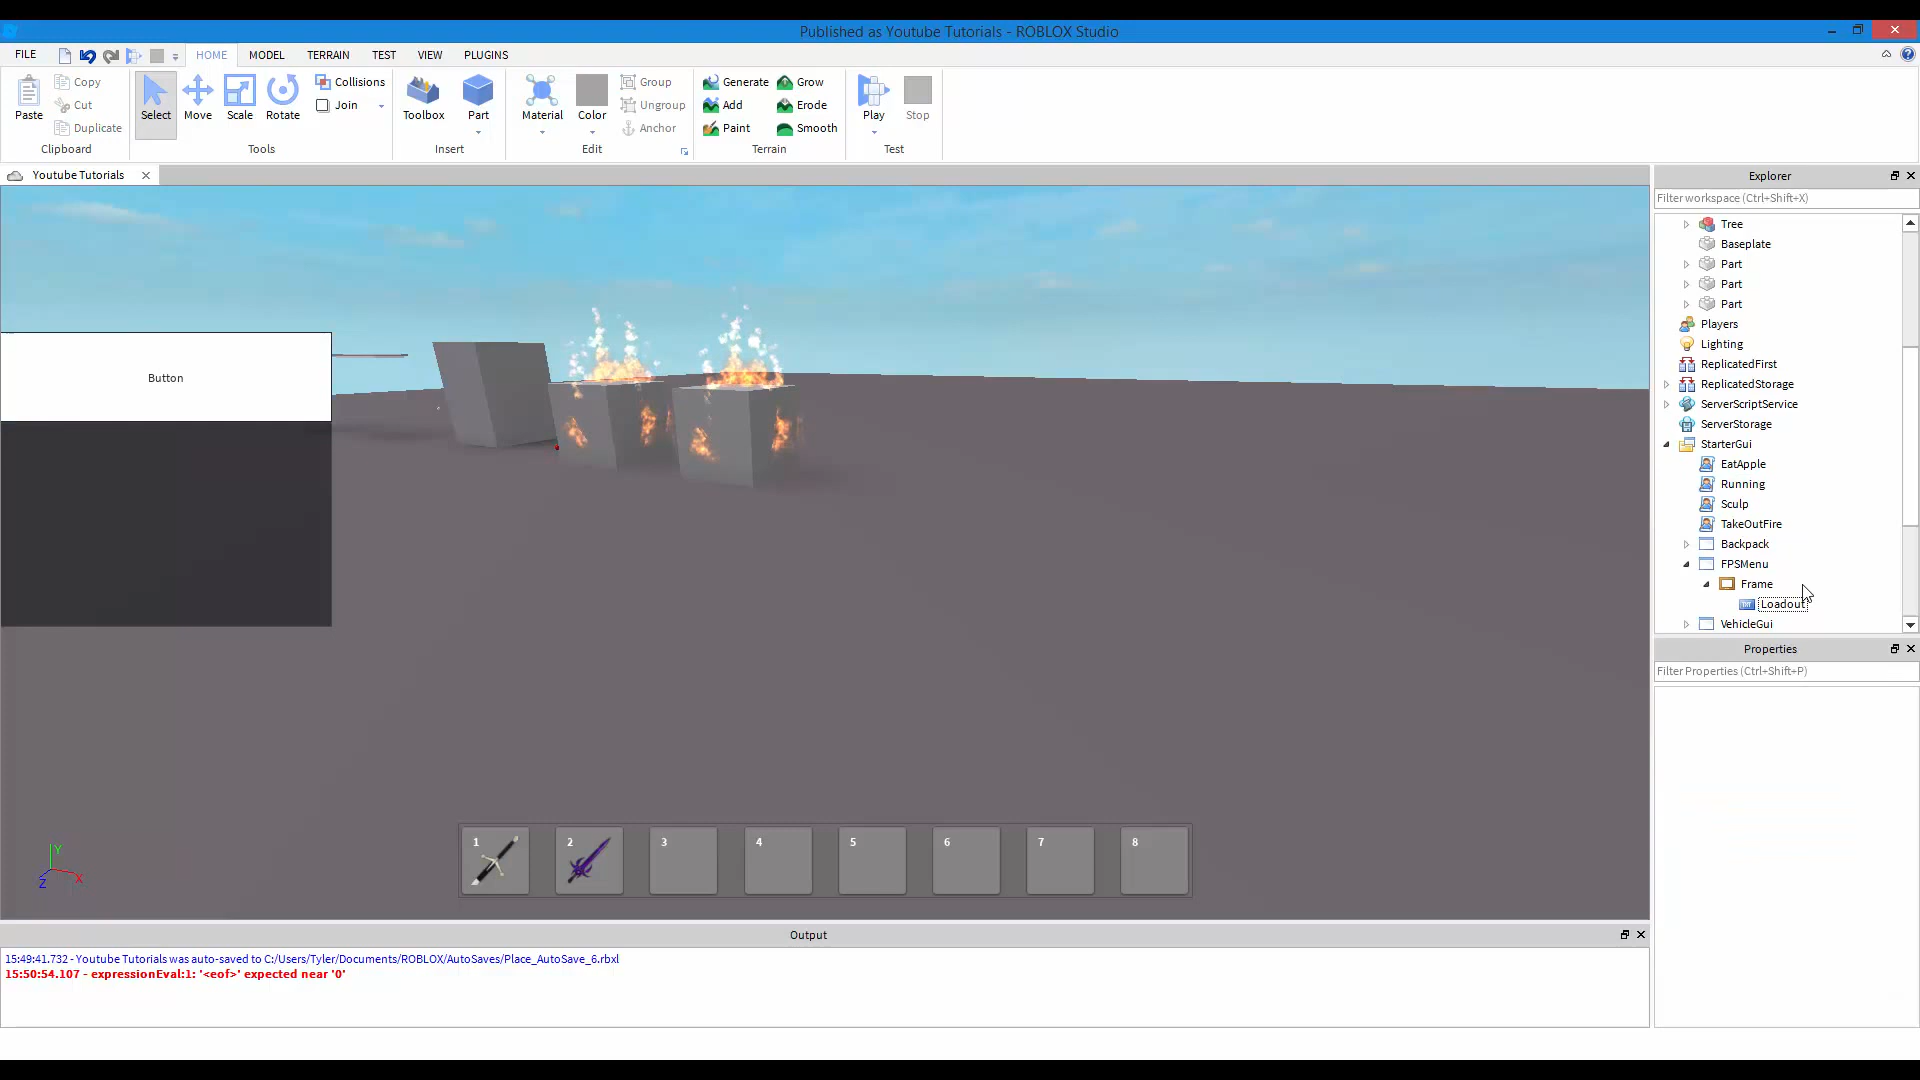 Published as Youtube Tutorials - ROBLOX Studio
FILE HOME MODEL TERRAIN TEST VIEW PLUGINS
Paste
Copy
Cut
Duplicate
Clipboard
Select
Move
Scale
Rotate
Collisions
Join
Tools
Toolbox
Part
Insert
Material
Color
Group
Ungroup
Anchor
Edit
Generate
Add
Paint
Grow
Erode
Smooth
Terrain
Play
Stop
Test
Youtube Tutorials
Button
1
2
3
4
5
6
7
8
Y
X
Z
Explorer
Filter workspace (Ctrl+Shift+X)
Tree
Baseplate
Part
Part
Part
Players
Lighting
ReplicatedFirst
ReplicatedStorage
ServerScriptService
ServerStorage
StarterGui
EatApple
Running
Sculp
TakeOutFire
Backpack
FPSMenu
Frame
Loadout
VehicleGui
Properties
Filter Properties (Ctrl+Shift+P)
Output
15:49:41.732 - Youtube Tutorials was auto-saved to C:/Users/Tyler/Documents/ROBLOX/AutoSaves/Place_AutoSave_6.rbxl
15:50:54.107 - expressionEval:1: '<eof>' expected near '0'